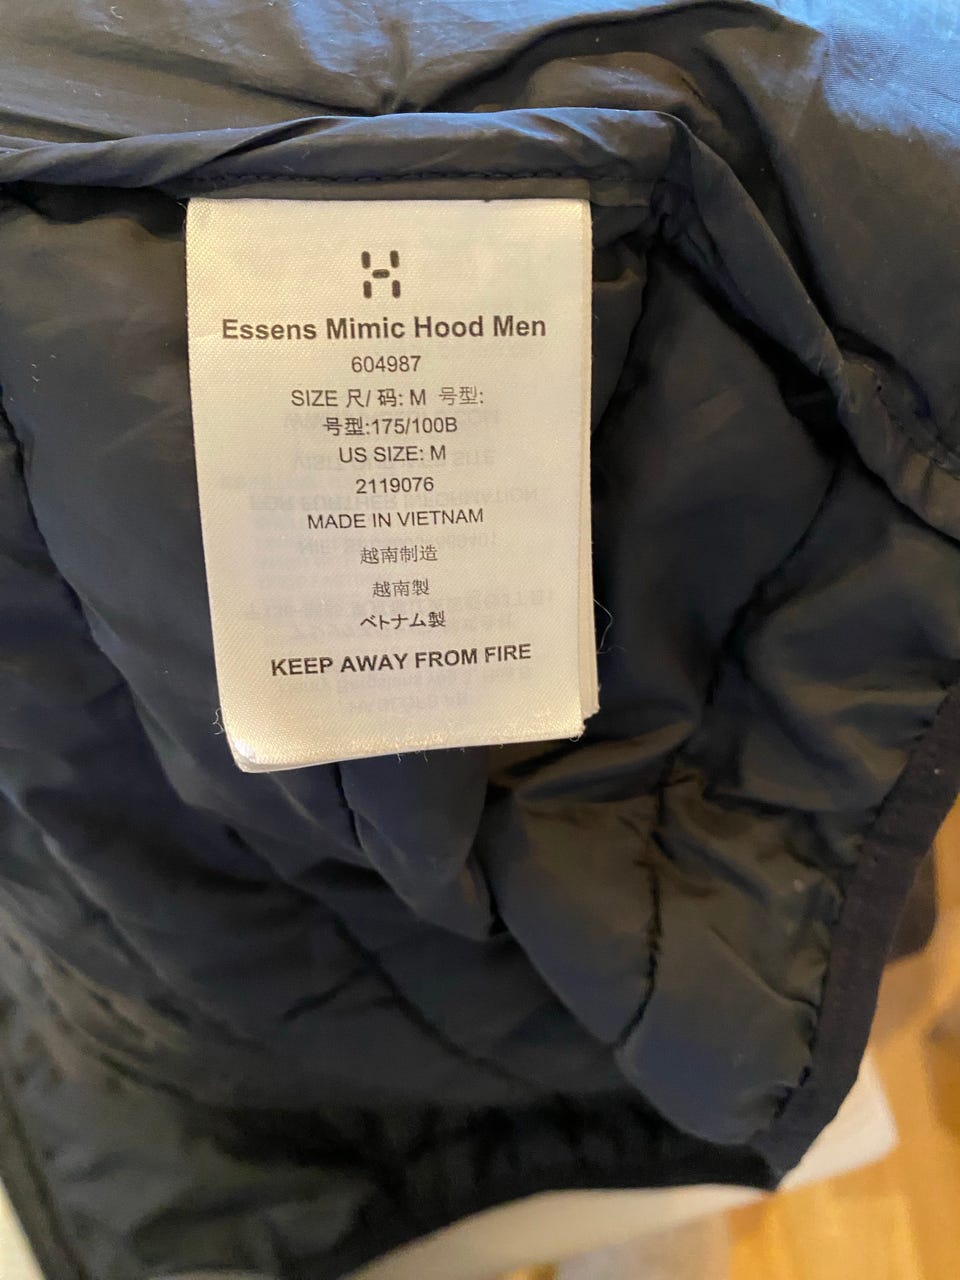 Essens Mimic Hood Men
604987
SIZE 尺/ 码: M 号型:
号型:175/100B
US SIZE: M
2119076
MADE IN VIETNAM
越南制造
越南製
ベトナム製
KEEP AWAY FROM FIRE